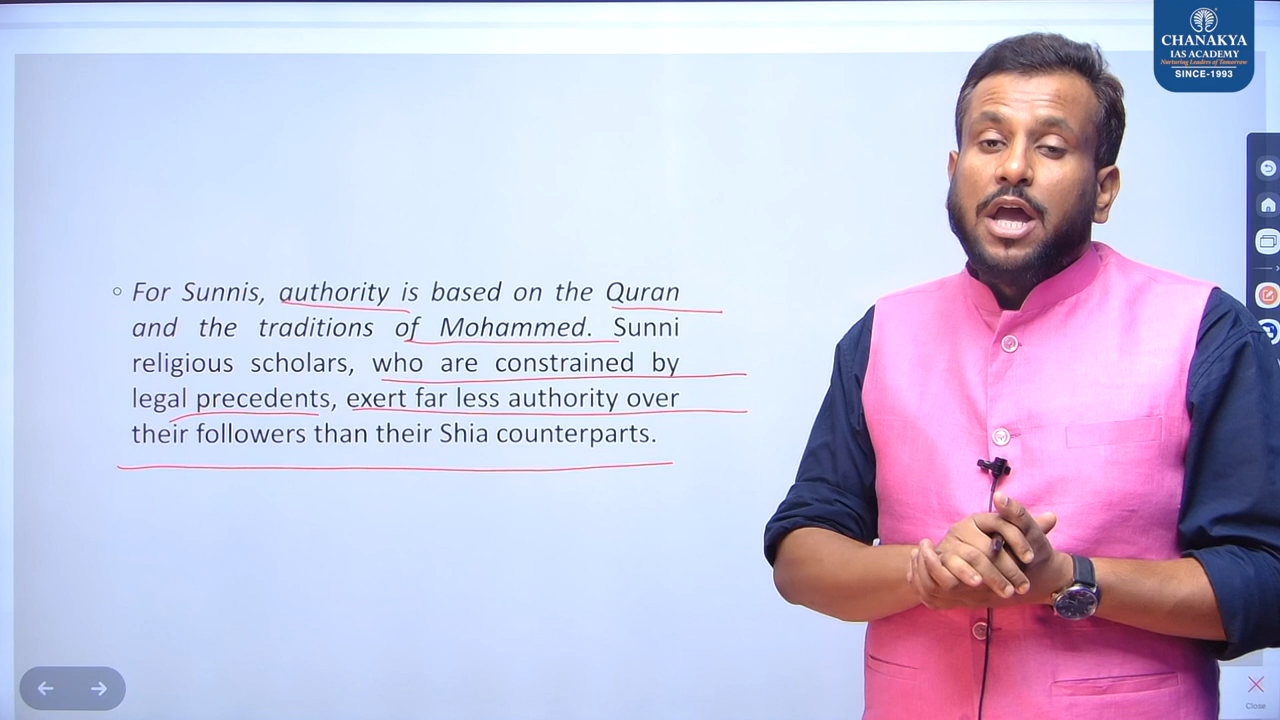 CHANAKYA
IAS ACADEMY
Nurturing Leaders of Tomorrow
SINCE-1993
For Sunnis, authority is based on the Quran
and the traditions of Mohammed. Sunni
religious scholars, who are constrained by
legal precedents, exert far less authority over
their followers than their Shia counterparts.
Close